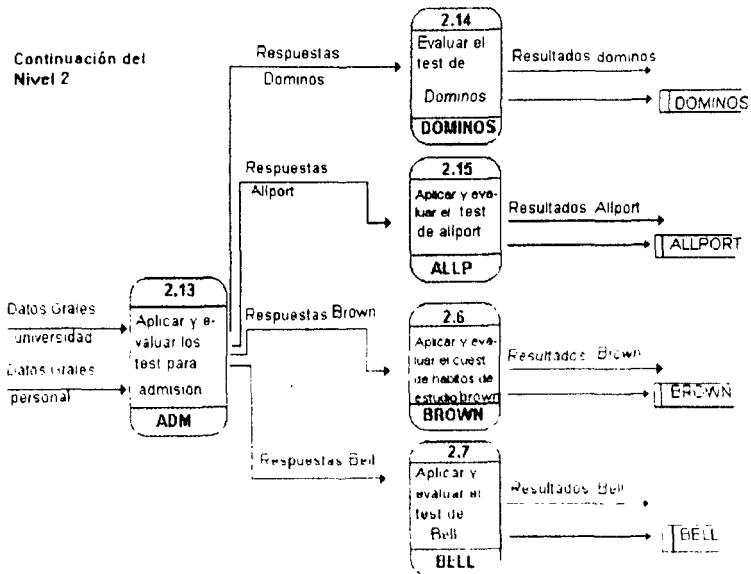 Continuación del
Nivel 2
Respuestas
Dominos
2.14
Evaluar el
test de
Dominos
DOMINOS
Resultados dominos
DOMINOS
Respuestas
Allport
2.15
Aplicar y eva-
luar el test
de allport
ALLP
Resultados Allport
ALLPORT
Datos Grales
universidad
Datos Grales
personal
2.13
Aplicar y e-
valuar los
test para
admisión
ADM
Respuestas Brown
2.6
Aplicar y eva-
luar el cuest
de habitos de
estudio brown
BROWN
Resultados Brown
BROWN
Respuestas Bell
2.7
Aplicar y
evaluar el
test de
Bell
BELL
Resultados Bell
BELL